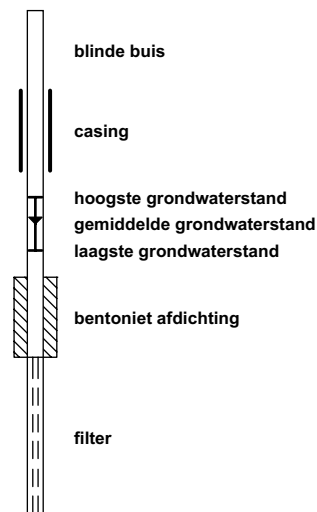 blinde buis
casing
hoogste grondwaterstand
gemiddelde grondwaterstand
laagste grondwaterstand
bentoniet afdichting
filter